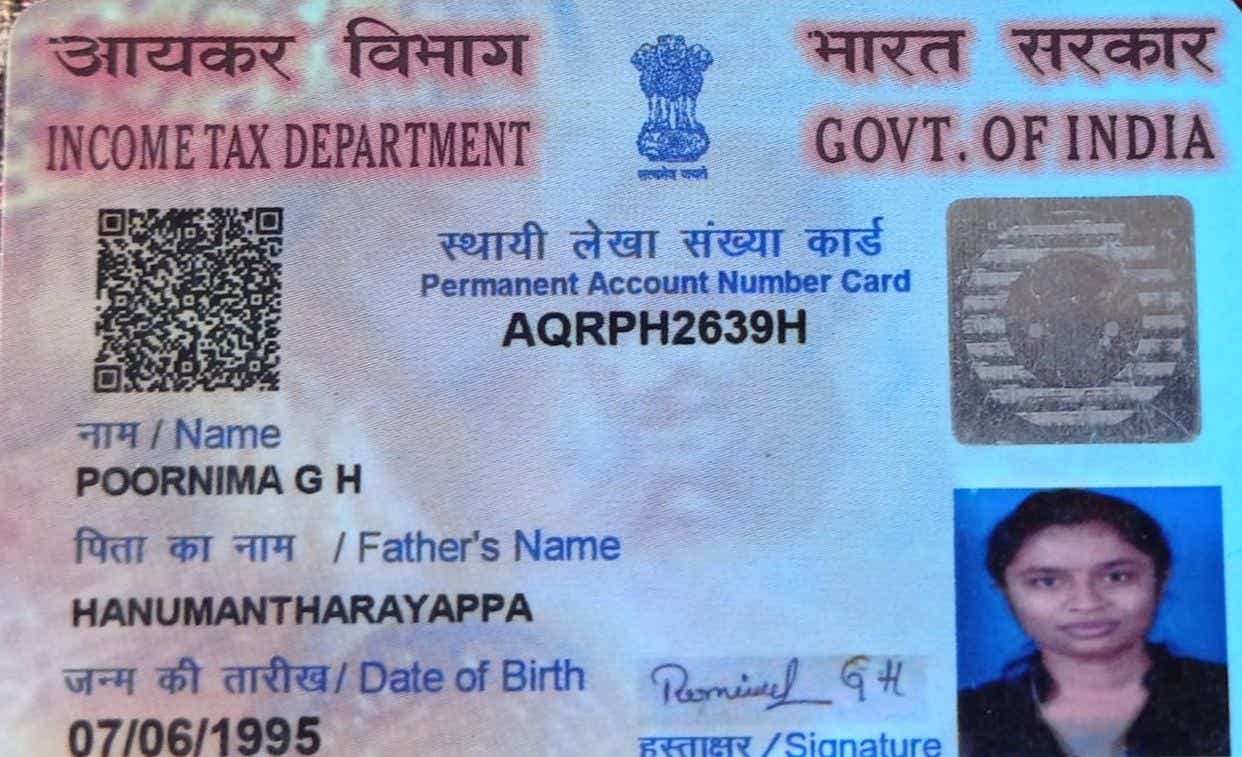 आयकर विभाग
INCOME TAX DEPARTMENT
सत्यमेव जयते
भारत सरकार
GOVT. OF INDIA
स्थायी लेखा संख्या कार्ड
Permanent Account Number Card
AQRPH2639H
नाम / Name
POORNIMA G H
पिता का नाम / Father's Name
HANUMANTHARAYAPPA
जन्म की तारीख/ Date of Birth
07/06/1995
G H
हस्ताक्षर / Signature